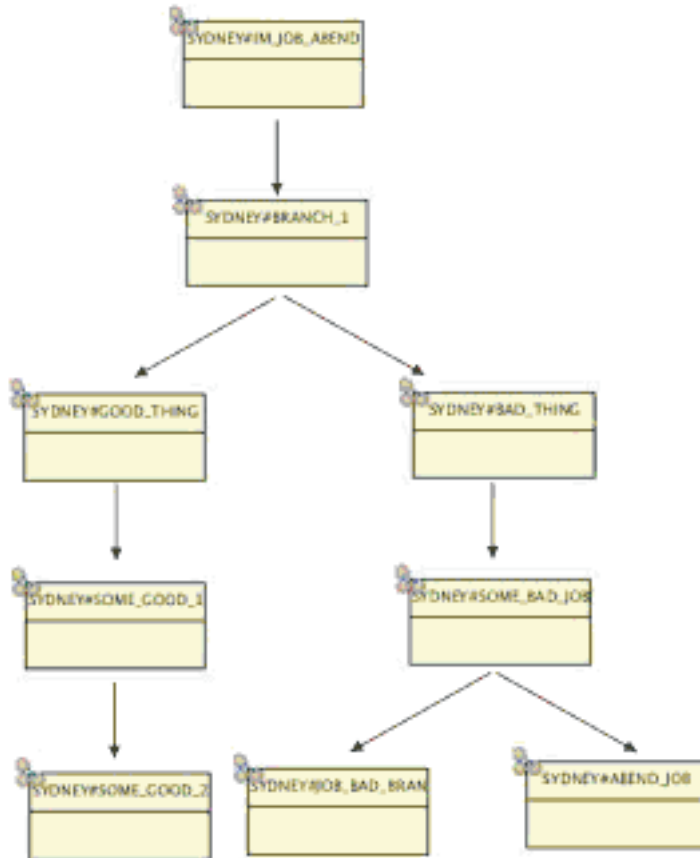 SYDNEY#IM_JOB_ABEND
SYDNEY#BRANCH_1
SYDNEY#GOOD_THING
SYDNEY#BAD_THING
SYDNEY#SOME_GOOD_1
SYDNEY#SOME_BAD_JOB
SYDNEY#SOME_GOOD_2
SYDNEY#JOB_BAD_BRAN
SYDNEY#ABEND_JOB